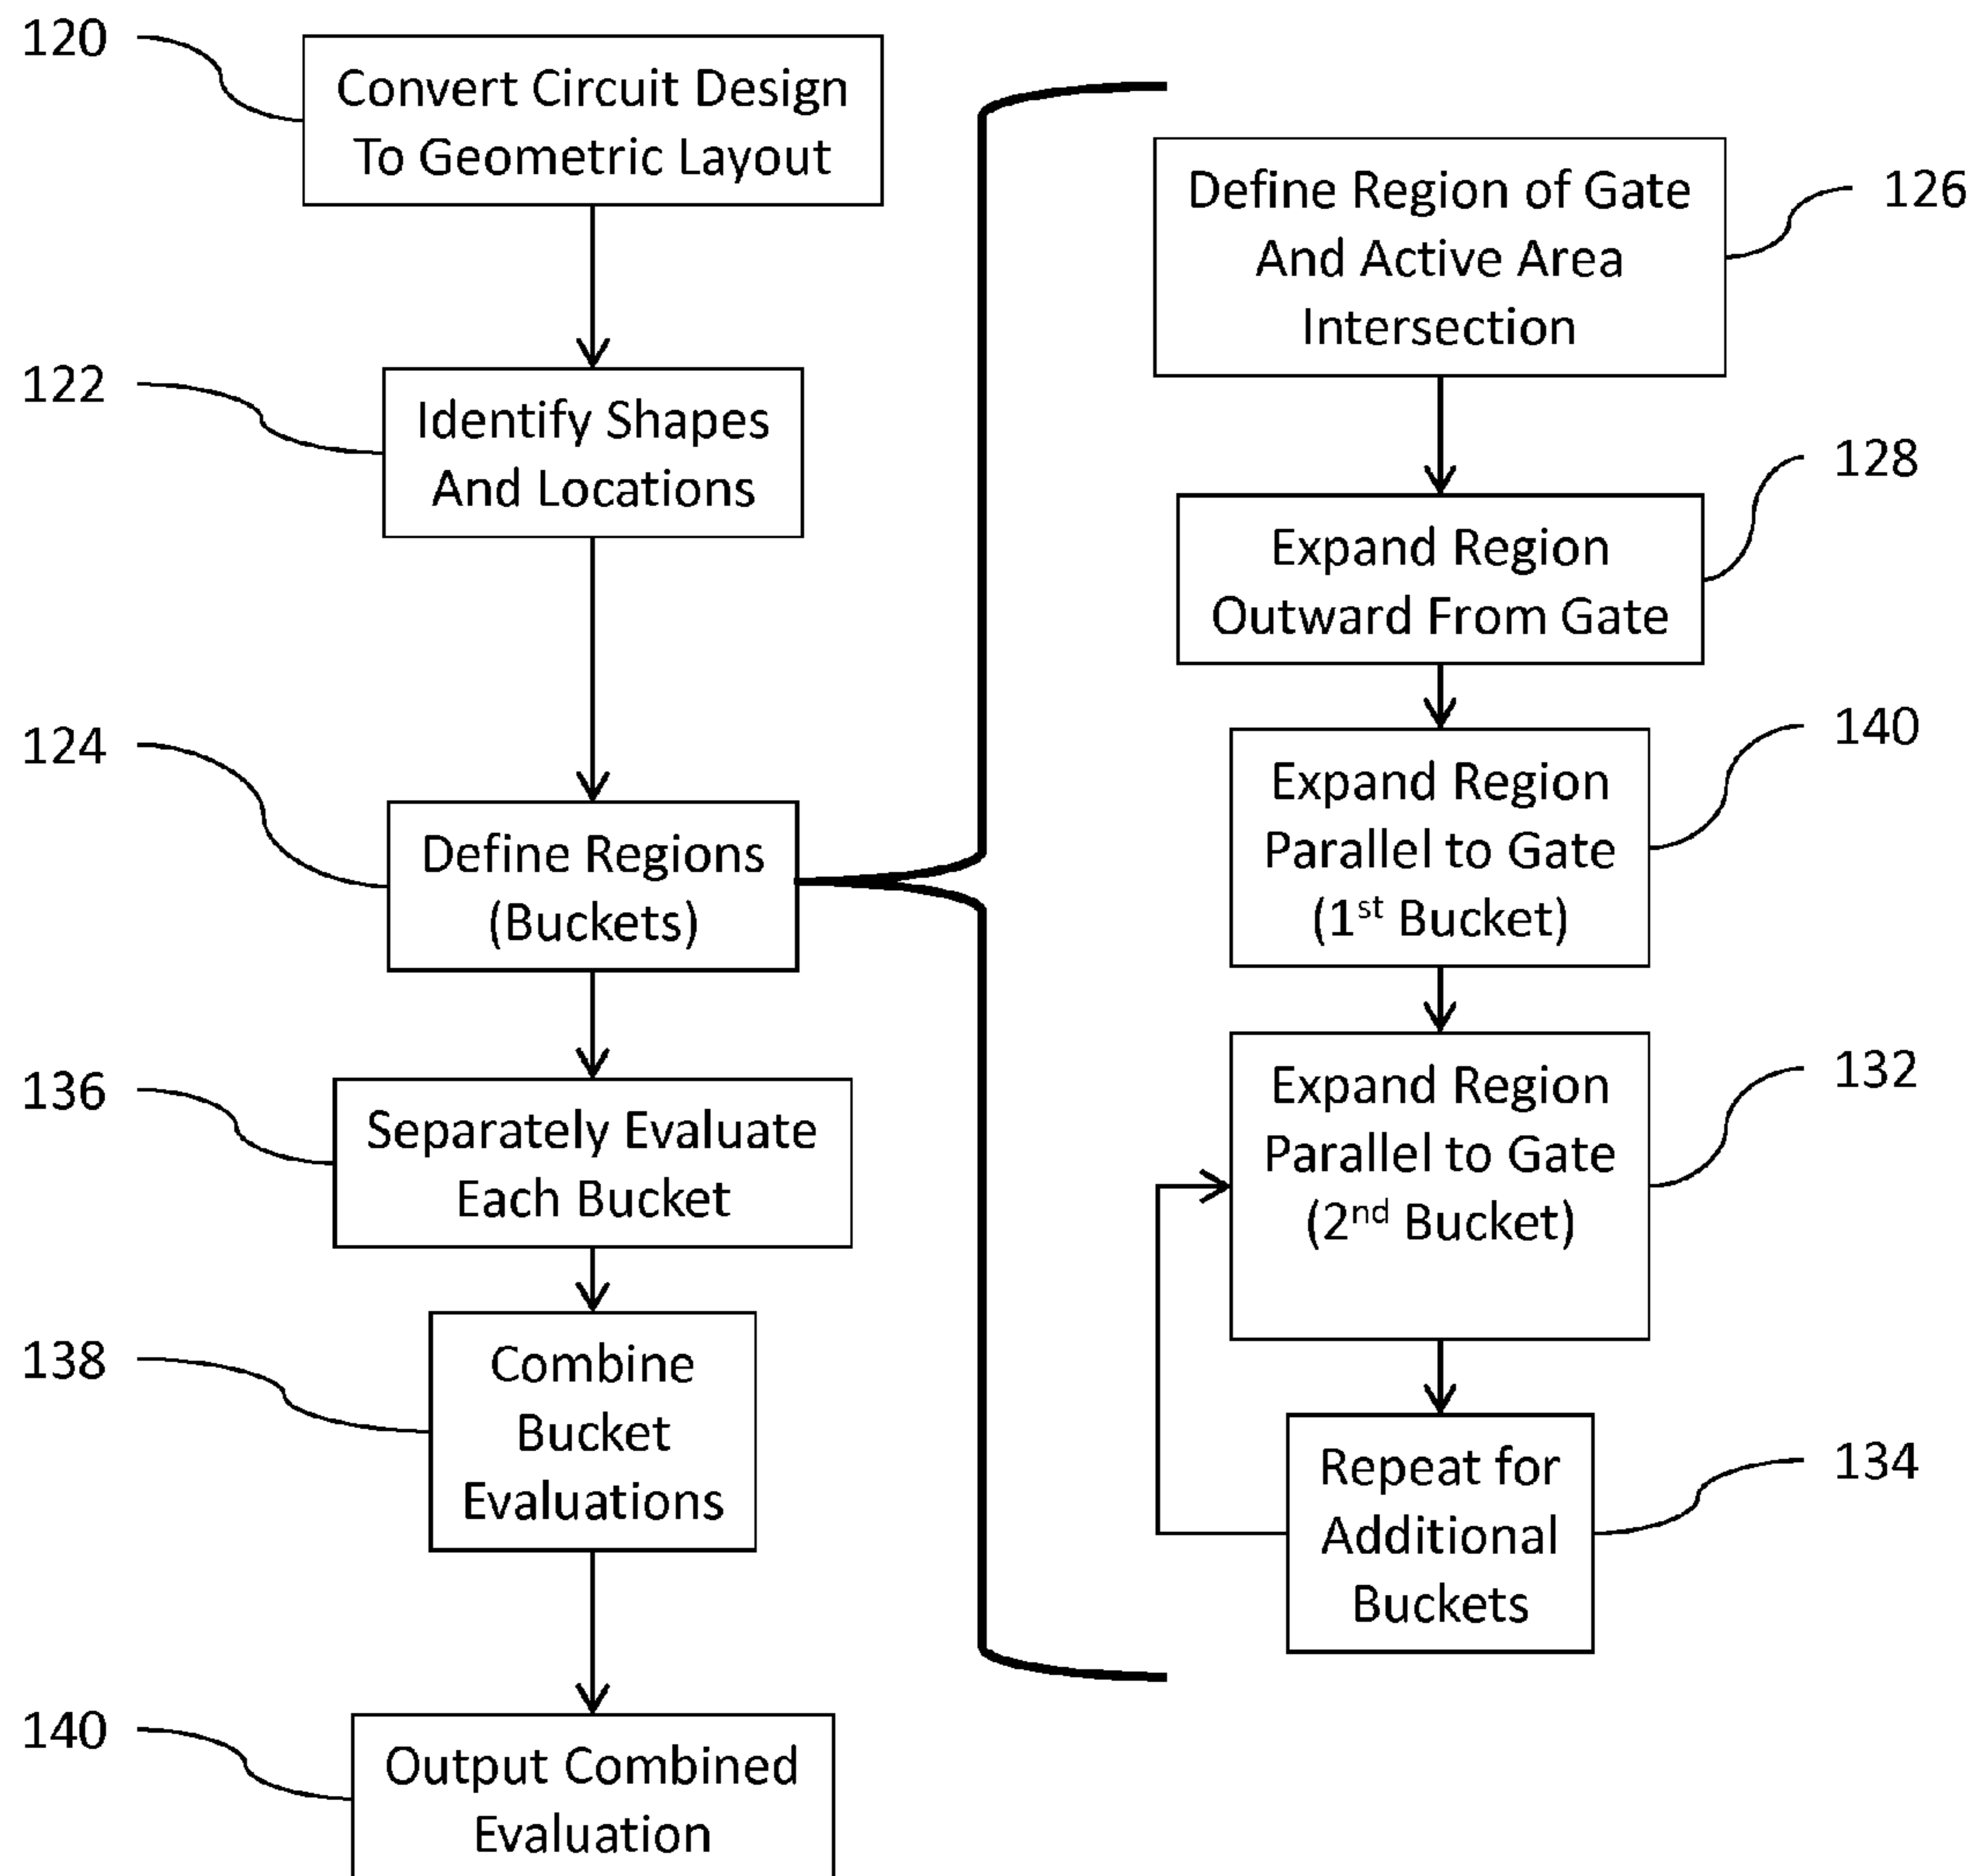 120
Convert Circuit Design
To Geometric Layout
122
Identify Shapes
And Locations
124
Define Regions
(Buckets)
136
Separately Evaluate
Each Bucket
138
Combine
Bucket
Evaluations
140
Output Combined
Evaluation
Define Region of Gate
And Active Area
Intersection
126
Expand Region
Outward From Gate
128
Expand Region
Parallel to Gate
(1st Bucket)
140
Expand Region
Parallel to Gate
(2nd Bucket)
132
Repeat for
Additional
Buckets
134